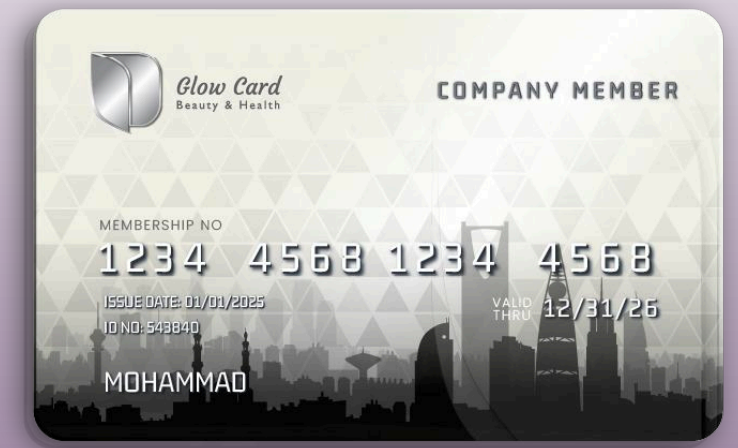 Glow Card
Beauty & Health
COMPANY MEMBER
MEMBERSHIP NO
1234 4568 1234 4568
ISSUE DATE: 01/01/2025
VALID THRU 12/31/26
ID NO: 543840
MOHAMMAD